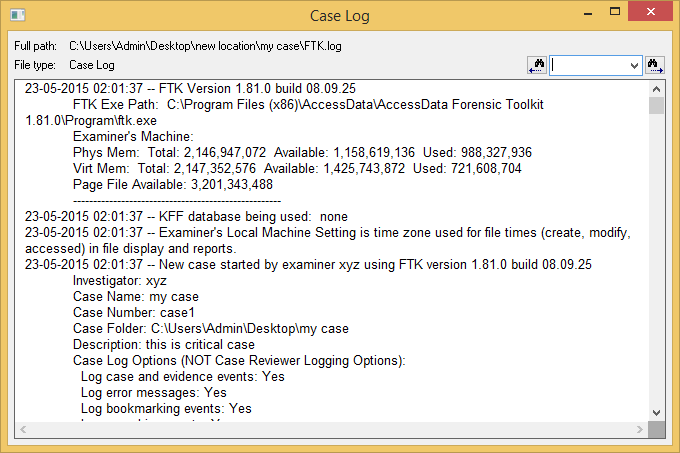 Case Log
Full path: C:\Users\Admin\Desktop\new location\my case\FTK.log
File type: Case Log
23-05-2015 02:01:37 -- FTK Version 1.81.0 build 08.09.25
FTK Exe Path: C:\Program Files (x86)\AccessData\AccessData Forensic Toolkit
1.81.0\Program\ftk.exe
Examiner's Machine:
Phys Mem: Total: 2,146,947,072 Available: 1,158,619,136 Used: 988,327,936
Virt Mem: Total: 2,147,352,576 Available: 1,425,743,872 Used: 721,608,704
Page File Available: 3,201,343,488
----------------------------------------------------
23-05-2015 02:01:37 -- KFF database being used: none
23-05-2015 02:01:37 -- Examiner's Local Machine Setting is time zone used for file times (create, modify,
accessed) in file display and reports.
23-05-2015 02:01:37 -- New case started by examiner xyz using FTK version 1.81.0 build 08.09.25
Investigator: xyz
Case Name: my case
Case Number: case1
Case Folder: C:\Users\Admin\Desktop\my case
Description: this is critical case
Case Log Options (NOT Case Reviewer Logging Options):
Log case and evidence events: Yes
Log error messages: Yes
Log bookmarking events: Yes